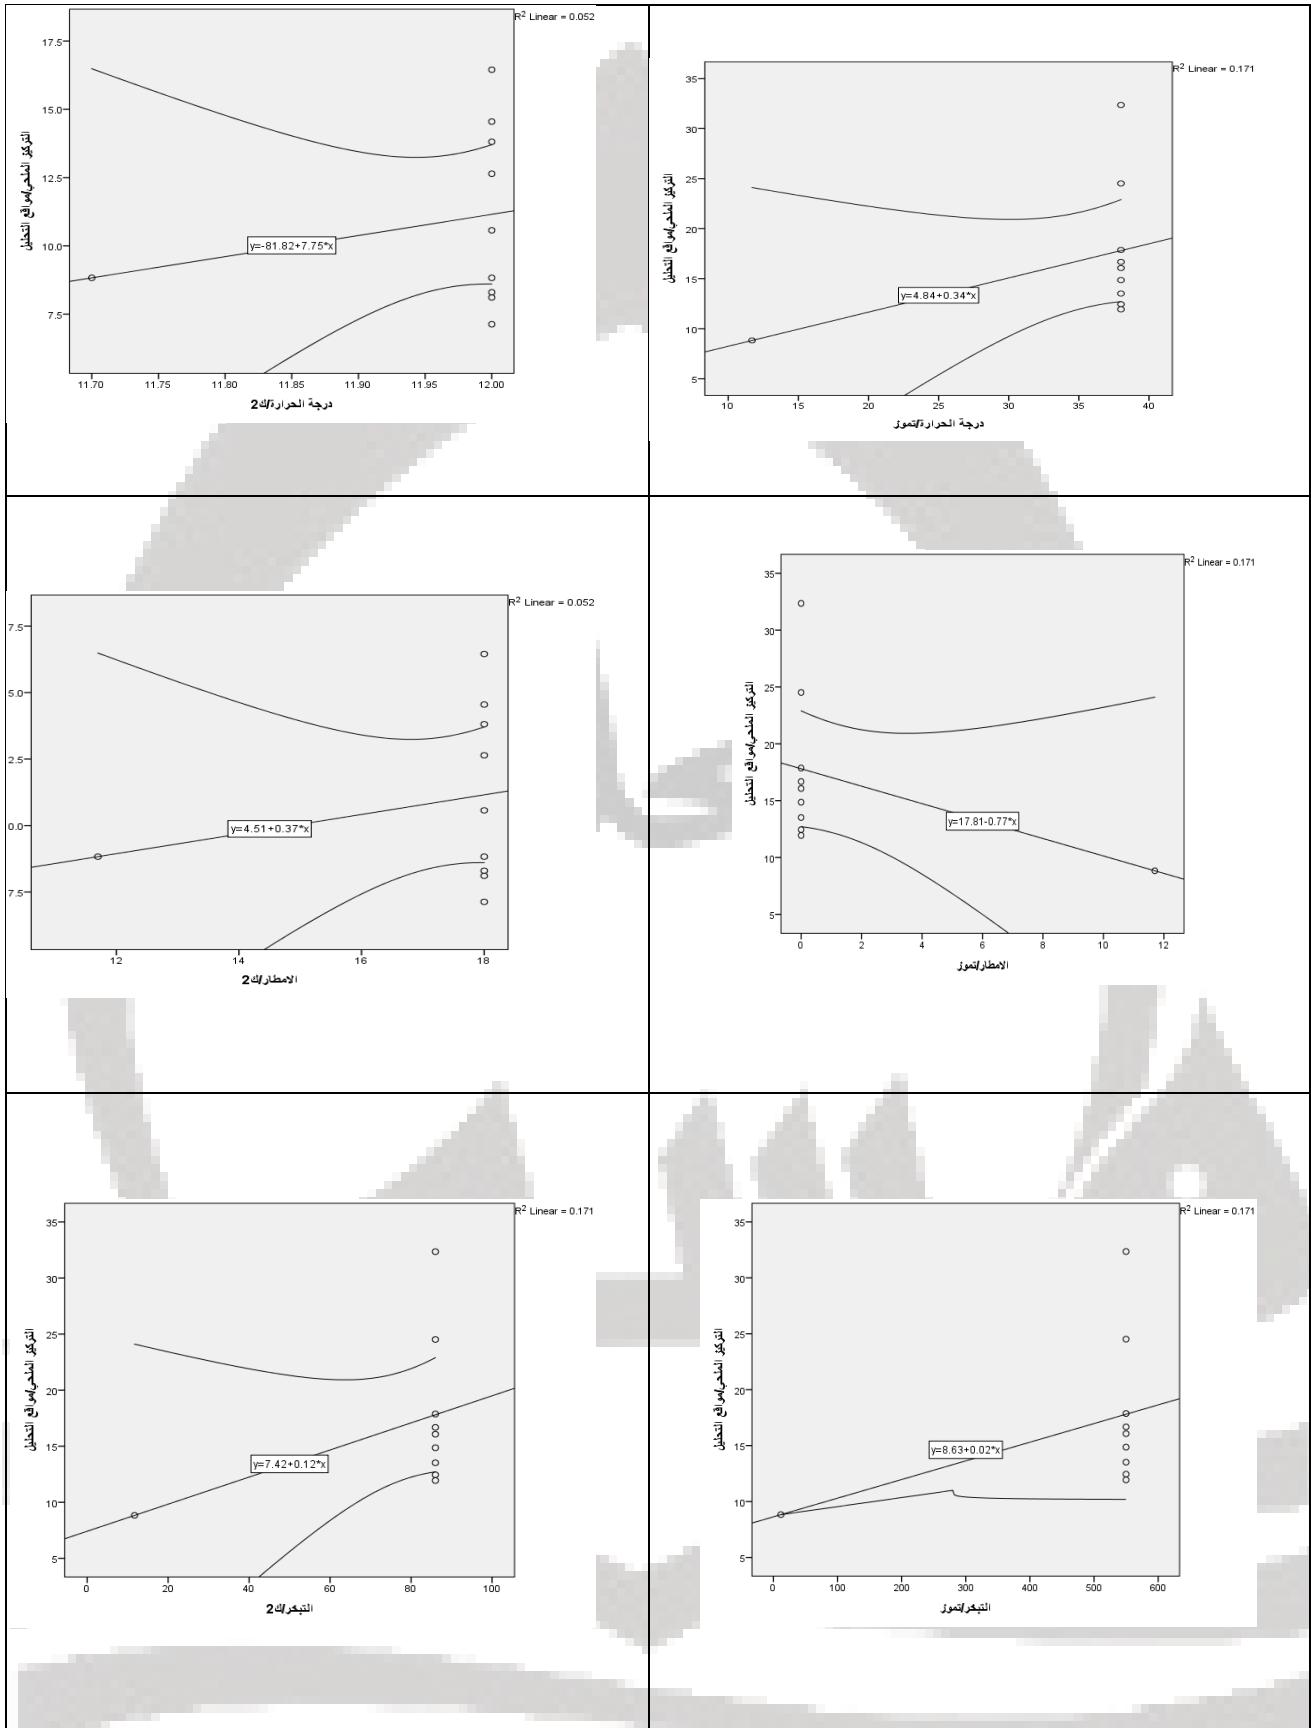 R² Linear = 0.052
17.5
15.0
12.5
10.0
7.5
التركيز الملحي/مواقع التحليل
y=-81.82+7.75*x
11.70 11.75 11.80 11.85 11.90 11.95 12.00
درجة الحرارة/ك2
R² Linear = 0.171
35
30
25
20
15
10
5
التركيز الملحي/مواقع التحليل
y=4.84+0.34*x
10 15 20 25 30 35 40
درجة الحرارة/تموز
R² Linear = 0.052
7.5
5.0
2.5
0.0
7.5
y=4.51+0.37*x
12 14 16 18
الامطار/ك2
R² Linear = 0.171
35
30
25
20
15
10
5
التركيز الملحي/مواقع التحليل
y=17.81-0.77*x
0 2 4 6 8 10 12
الامطار/تموز
R² Linear = 0.171
35
30
25
20
15
10
5
التركيز الملحي/مواقع التحليل
y=7.42+0.12*x
0 20 40 60 80 100
التبخر/ك2
R² Linear = 0.171
35
30
25
20
15
10
5
التركيز الملحي/مواقع التحليل
y=8.63+0.02*x
0 100 200 300 400 500 600
التبخر/تموز